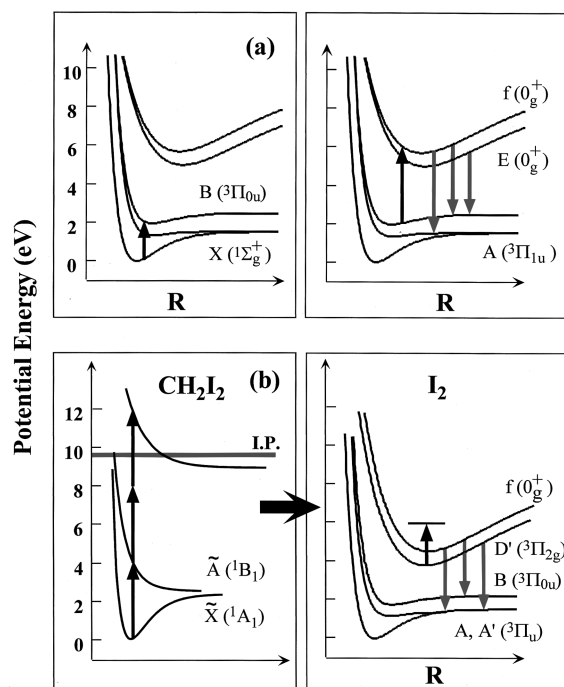 Potential Energy (eV)
(a)
10
8
6
4
2
0
B (³Π₀ᵤ)
X (¹Σg⁺)
R
f (0g⁺)
E (0g⁺)
A (³Π₁ᵤ)
R
CH₂I₂
(b)
12
10
8
6
4
2
0
I.P.
Ã (¹B₁)
X̃ (¹A₁)
I₂
f (0g⁺)
D' (³Π₂g)
B (³Π₀ᵤ)
A, A' (³Πᵤ)
R